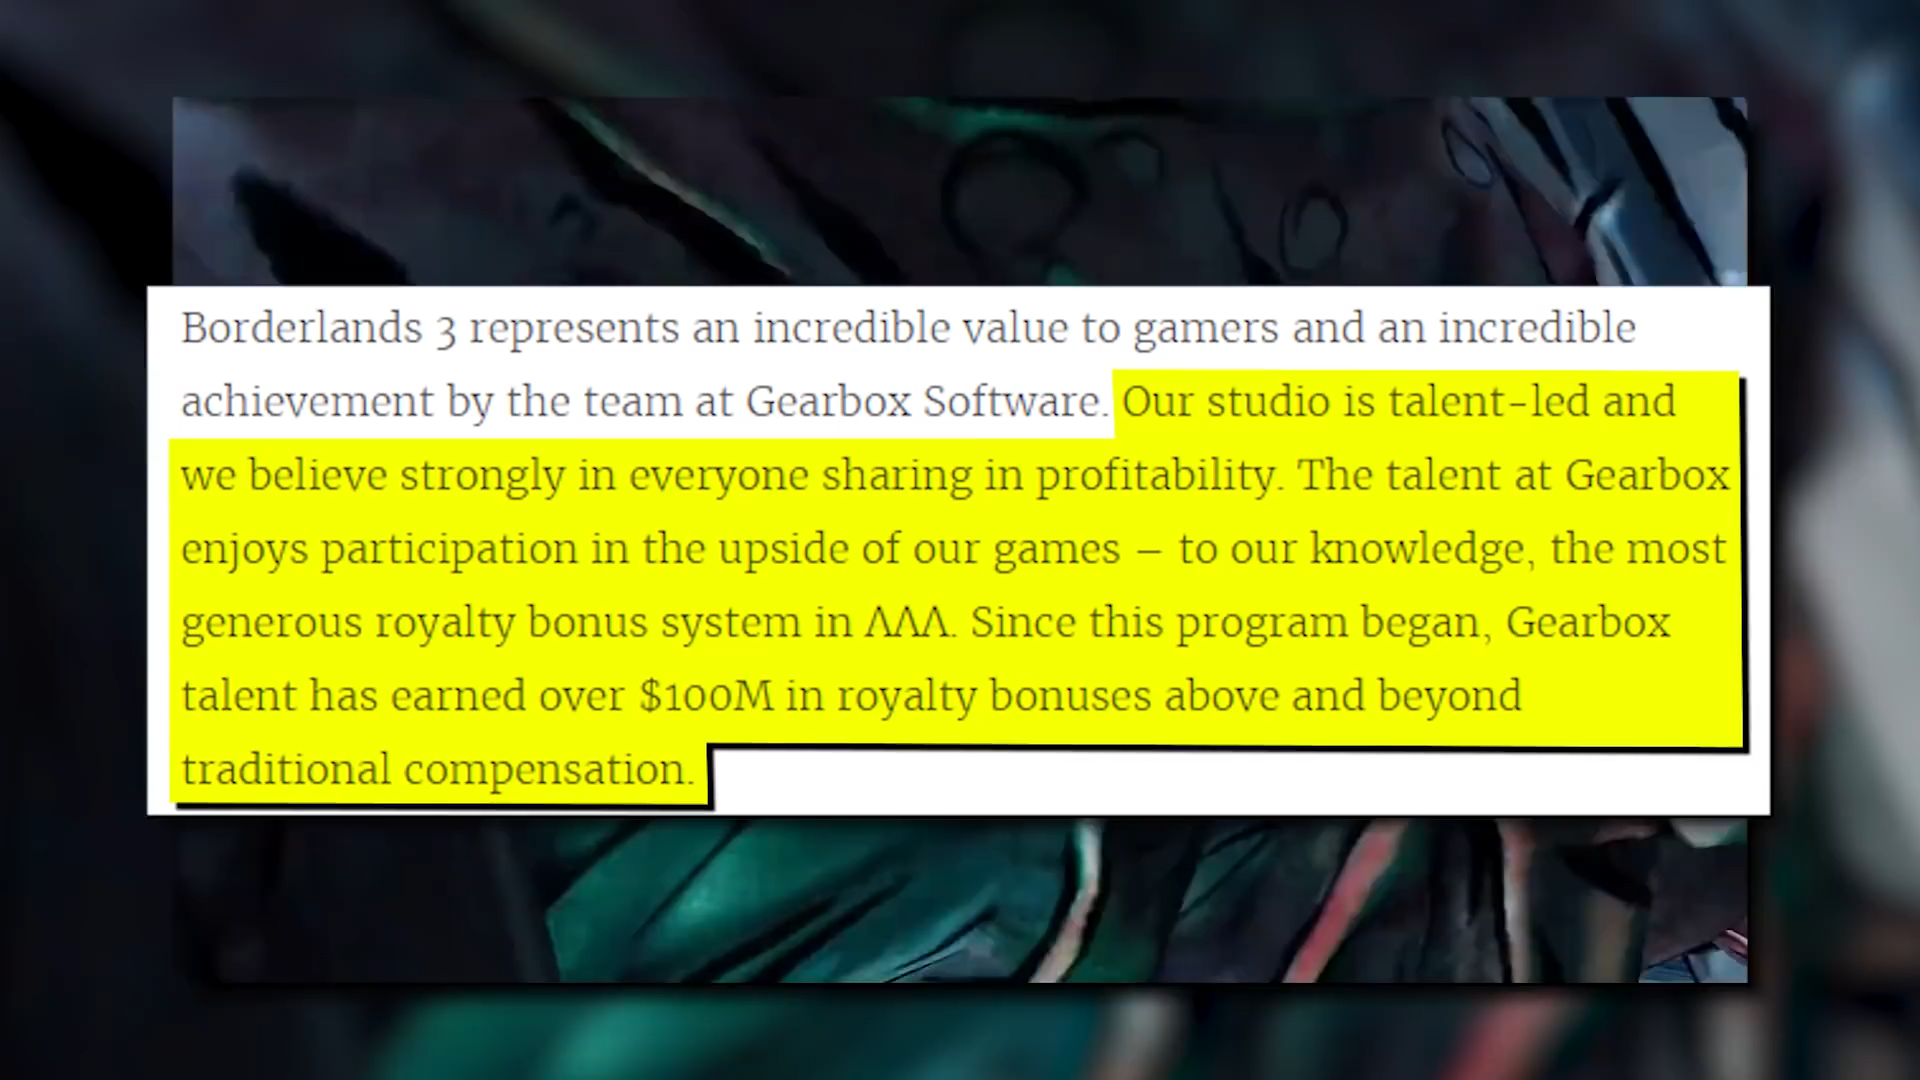 Borderlands 3 represents an incredible value to gamers and an incredible
achievement by the team at Gearbox Software. Our studio is talent-led and
we believe strongly in everyone sharing in profitability. The talent at Gearbox
enjoys participation in the upside of our games – to our knowledge, the most
generous royalty bonus system in AAA. Since this program began, Gearbox
talent has earned over $100M in royalty bonuses above and beyond
traditional compensation.